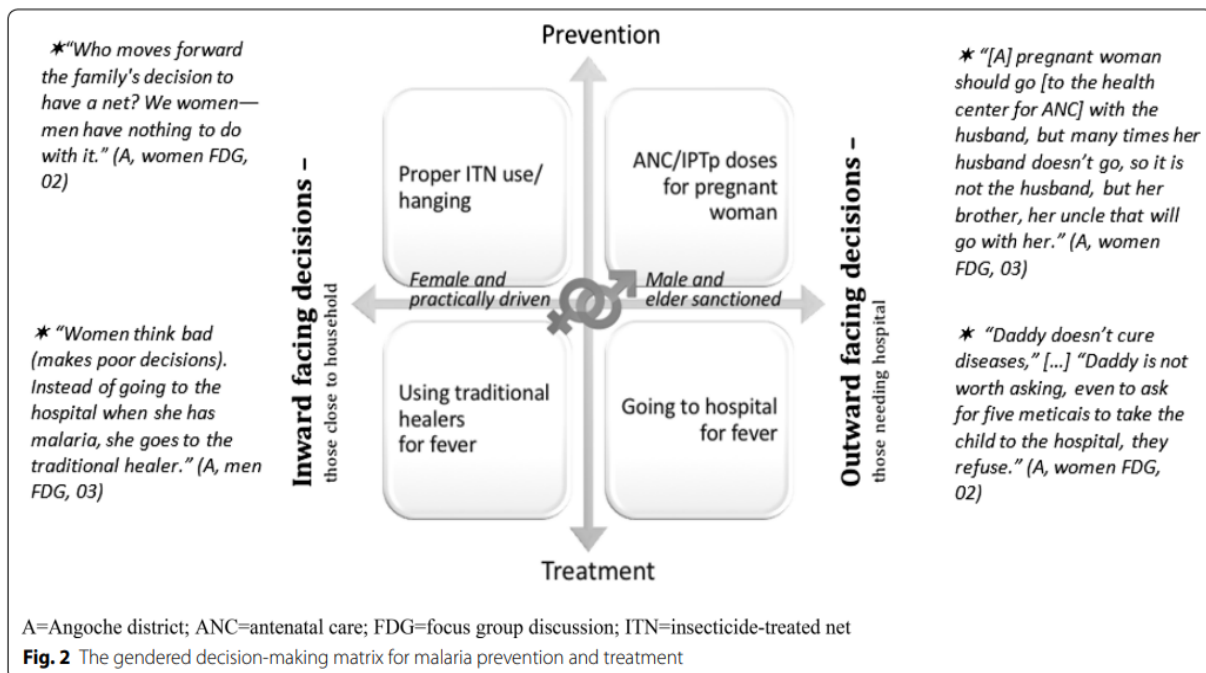 Prevention
✶“Who moves forward
the family's decision to
have a net? We women—
men have nothing to do
with it.” (A, women FDG,
02)
✶ “Women think bad
(makes poor decisions).
Instead of going to the
hospital when she has
malaria, she goes to the
traditional healer.” (A, men
FDG, 03)
Inward facing decisions –
those close to household
Proper ITN use/
hanging
ANC/IPTp doses
for pregnant
woman
Female and
practically driven
Male and
elder sanctioned
Using traditional
healers
for fever
Going to hospital
for fever
Outward facing decisions –
those needing hospital
✶ “[A] pregnant woman
should go [to the health
center for ANC] with the
husband, but many times her
husband doesn’t go, so it is
not the husband, but her
brother, her uncle that will
go with her.” (A, women
FDG, 03)
✶ “Daddy doesn’t cure
diseases,” [...] “Daddy is not
worth asking, even to ask
for five meticais to take the
child to the hospital, they
refuse.” (A, women FDG,
02)
Treatment
A=Angoche district; ANC=antenatal care; FDG=focus group discussion; ITN=insecticide-treated net
Fig. 2 The gendered decision-making matrix for malaria prevention and treatment